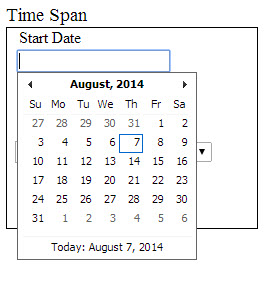 Time Span
Start Date
August, 2014
Su Mo Tu We Th Fr Sa
27 28 29 30 31 1 2
3 4 5 6 7 8 9
10 11 12 13 14 15 16
17 18 19 20 21 22 23
24 25 26 27 28 29 30
31 1 2 3 4 5 6
Today: August 7, 2014